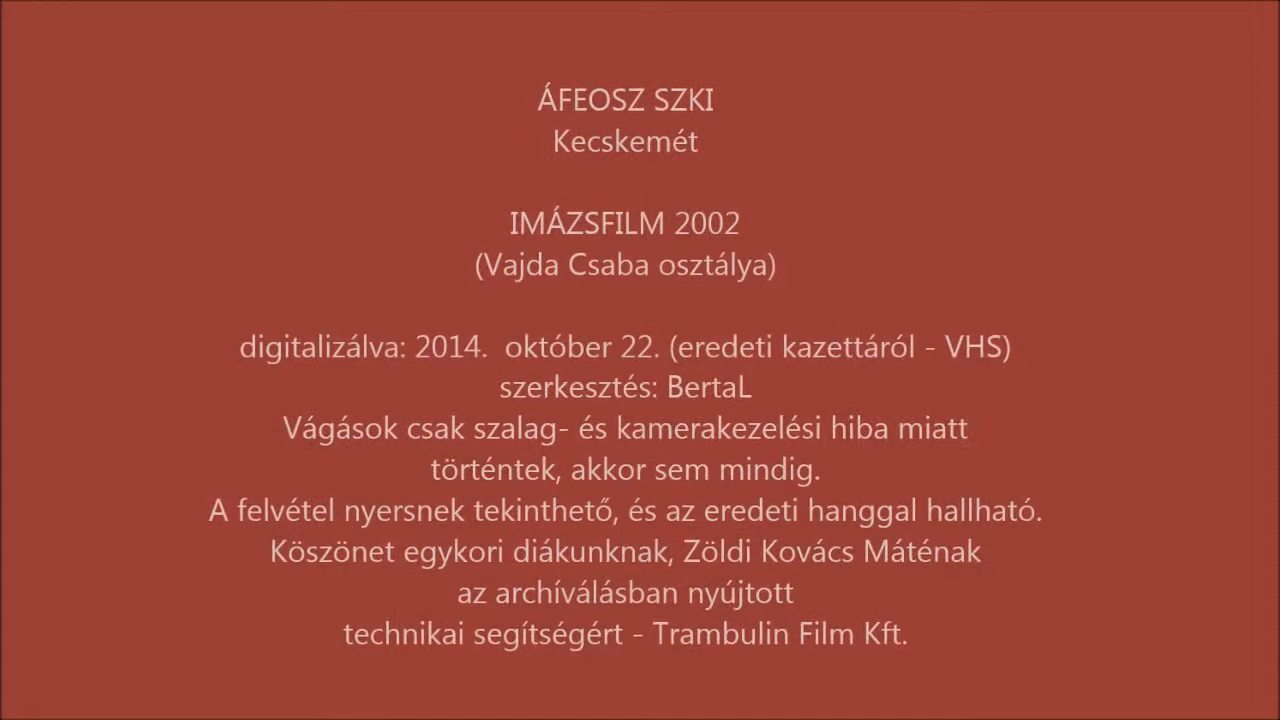 ÁFEOSZ SZKI
Kecskemét
IMÁZSFILM 2002
(Vajda Csaba osztálya)
digitalizálva: 2014.  október 22. (eredeti kazettáról - VHS)
szerkesztés: BertaL
Vágások csak szalag- és kamerakezelési hiba miatt
történtek, akkor sem mindig.
A felvétel nyersnek tekinthető, és az eredeti hanggal hallható.
Köszönet egykori diákunknak, Zöldi Kovács Máténak
az archíválásban nyújtott
technikai segítségért - Trambulin Film Kft.